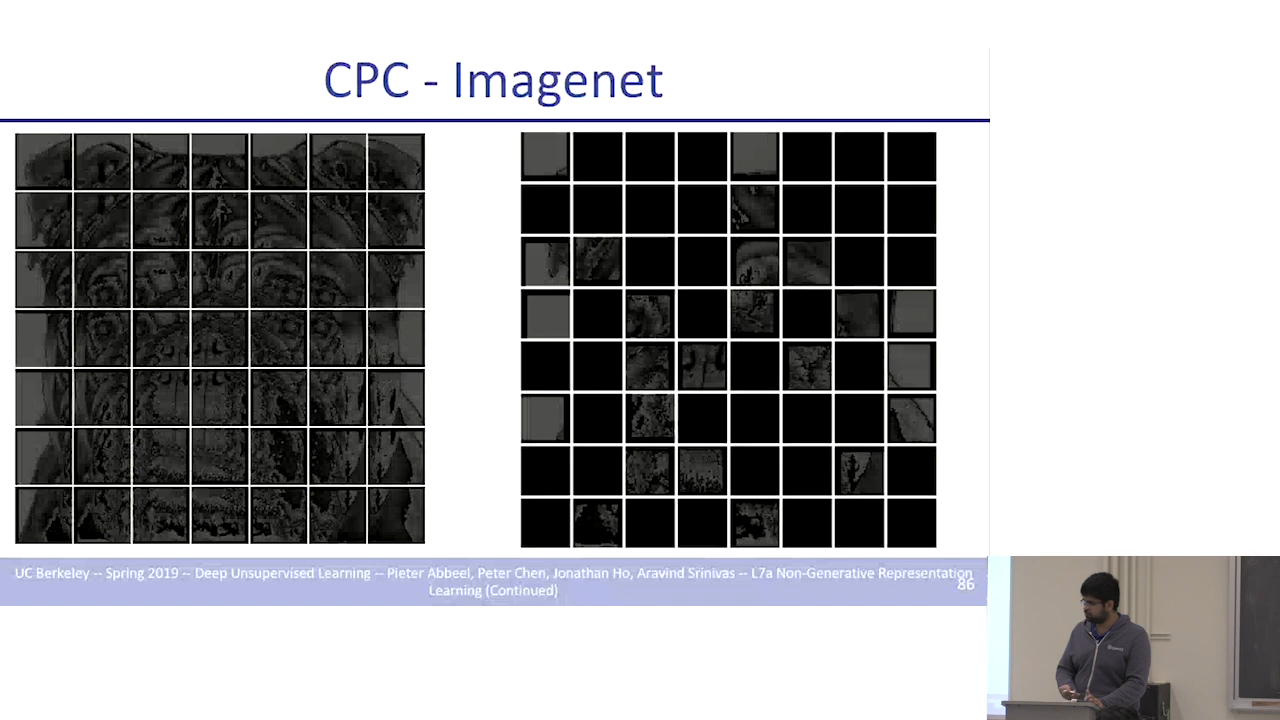 CPC - Imagenet
UC Berkeley -- Spring 2019 -- Deep Unsupervised Learning -- Pieter Abbeel, Peter Chen, Jonathan Ho, Aravind Srinivas -- L7a Non-Generative Representation
Learning (Continued)
86